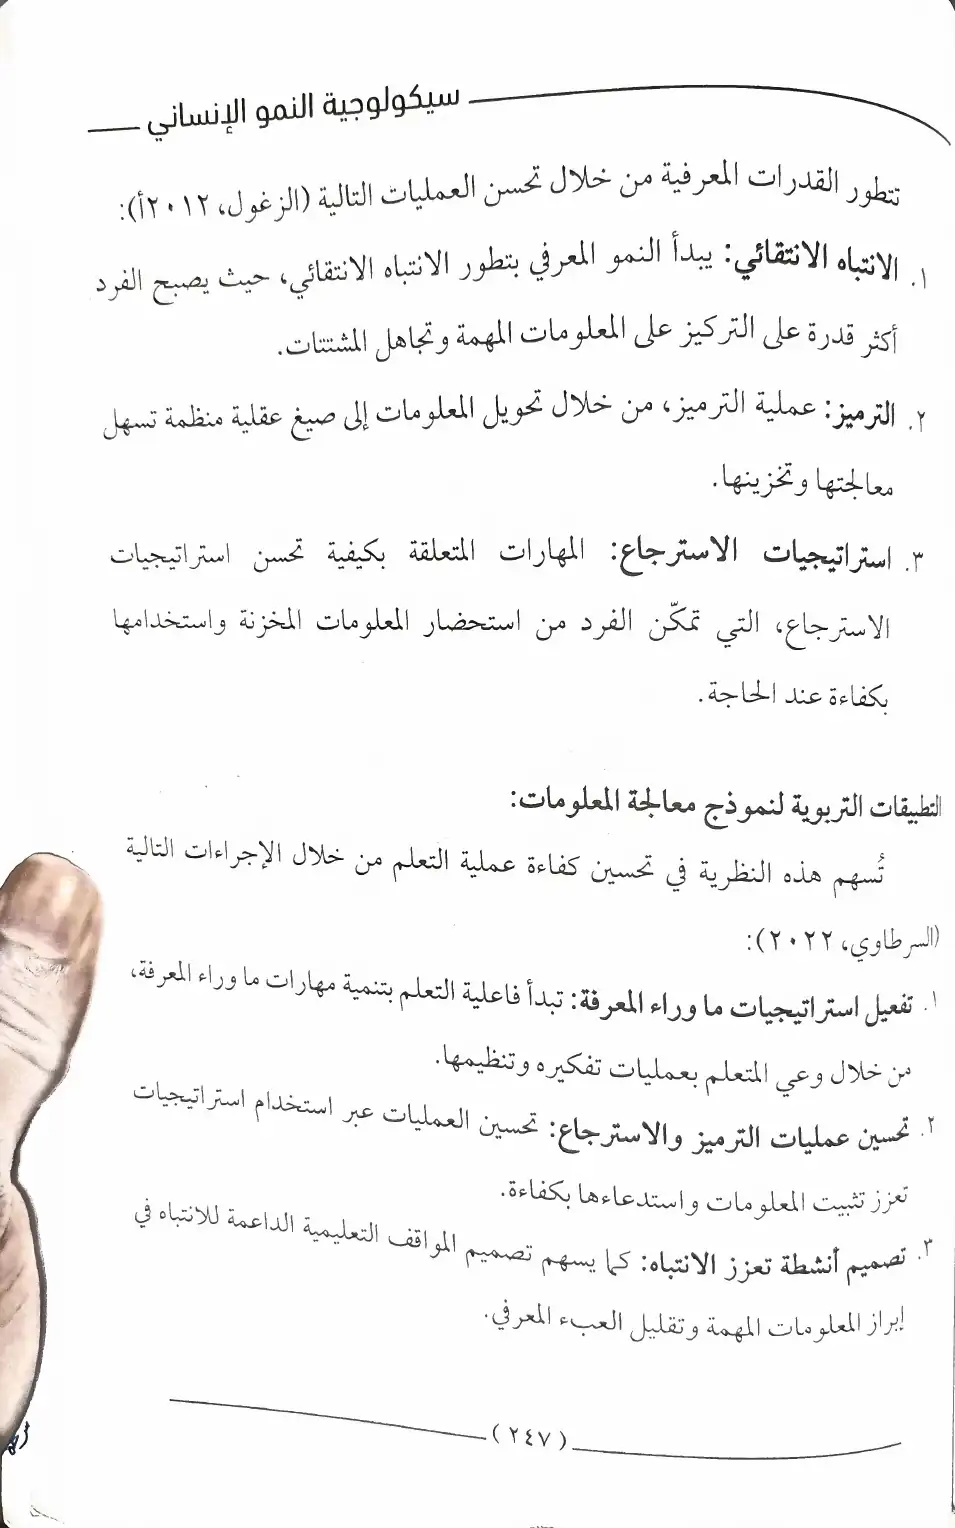 سيكولوجية النمو الإنساني
تتطور القدرات المعرفية من خلال تحسن العمليات التالية (الزغول، ٢٠١٢أ):
١. الانتباه الانتقائي: يبدأ النمو المعرفي بتطور الانتباه الانتقائي، حيث يصبح الفرد
أكثر قدرة على التركيز على المعلومات المهمة وتجاهل المشتتات.
٢. الترميز: عملية الترميز، من خلال تحويل المعلومات إلى صيغ عقلية منظمة تسهل
معالجتها وتخزينها.
٣. استراتيجيات الاسترجاع: المهارات المتعلقة بكيفية تحسن استراتيجيات
الاسترجاع، التي تمكّن الفرد من استحضار المعلومات المخزنة واستخدامها
بكفاءة عند الحاجة.
التطبيقات التربوية لنموذج معالجة المعلومات:
تُسهم هذه النظرية في تحسين كفاءة عملية التعلم من خلال الإجراءات التالية
(السرطاوي، ٢٠٢٢):
١. تفعيل استراتيجيات ما وراء المعرفة: تبدأ فاعلية التعلم بتنمية مهارات ما وراء المعرفة،
من خلال وعي المتعلم بعمليات تفكيره وتنظيمها.
٢. تحسين عمليات الترميز والاسترجاع: تحسين العمليات عبر استخدام استراتيجيات
تعزز تثبيت المعلومات واستدعاءها بكفاءة.
٣. تصميم أنشطة تعزز الانتباه: كما يسهم تصميم المواقف التعليمية الداعمة للانتباه في
إبراز المعلومات المهمة وتقليل العبء المعرفي.
(٢٤٧)